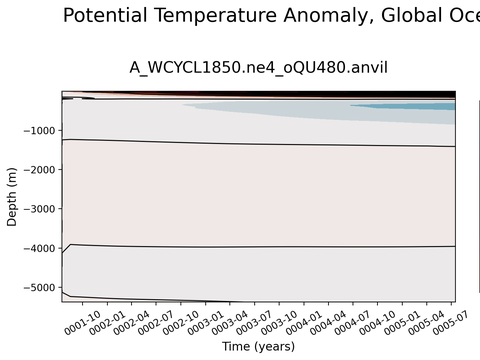 Potential Temperature Anomaly, Global Oce
A_WCYCL1850.ne4_oQU480.anvil
−1000
−2000
−3000
−4000
−5000
Depth (m)
0001-10 0002-01 0002-04 0002-07 0002-10 0003-01 0003-04 0003-07 0003-10 0004-01 0004-04 0004-07 0004-10 0005-01 0005-04 0005-07
Time (years)